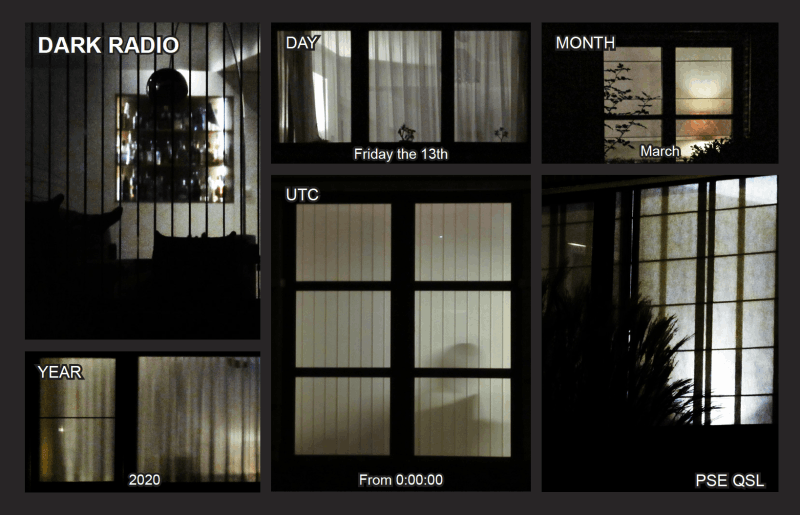 DARK RADIO
DAY
Friday the 13th
MONTH
March
UTC
From 0:00:00
YEAR
2020
PSE QSL